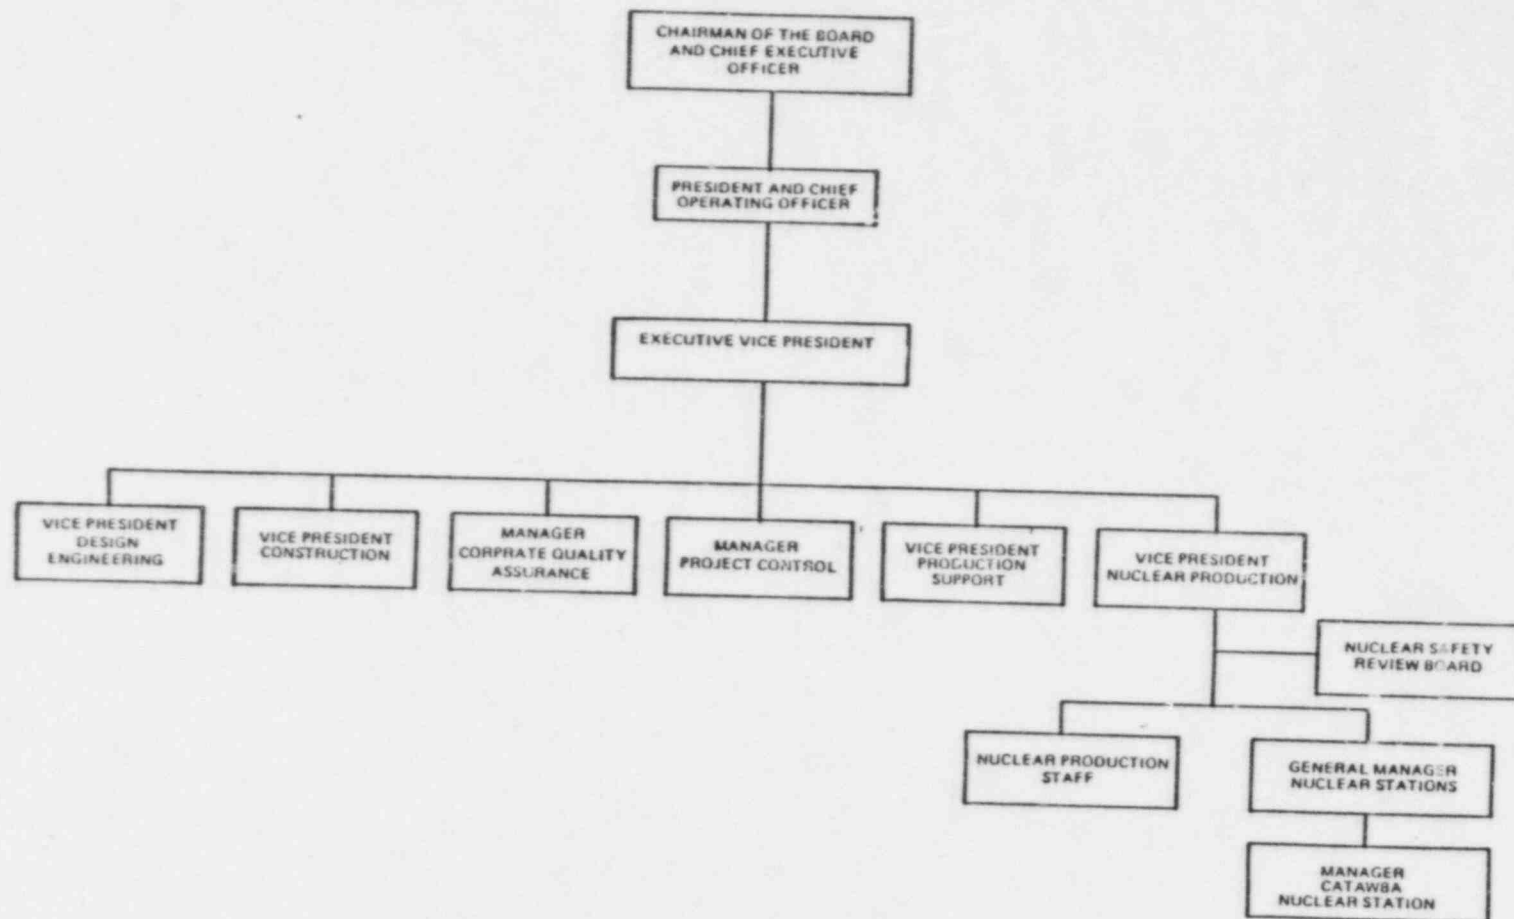 CHAIRMAN OF THE BOARD
AND CHIEF EXECUTIVE
OFFICER
PRESIDENT AND CHIEF
OPERATING OFFICER
EXECUTIVE VICE PRESIDENT
VICE PRESIDENT
DESIGN
ENGINEERING
VICE PRESIDENT
CONSTRUCTION
MANAGER
CORPRATE QUALITY
ASSURANCE
MANAGER
PROJECT CONTROL
VICE PRESIDENT
PRODUCTION
SUPPORT
VICE PRESIDENT
NUCLEAR PRODUCTION
NUCLEAR SAFETY
REVIEW BOARD
NUCLEAR PRODUCTION
STAFF
GENERAL MANAGER
NUCLEAR STATIONS
MANAGER
CATAWBA
NUCLEAR STATION